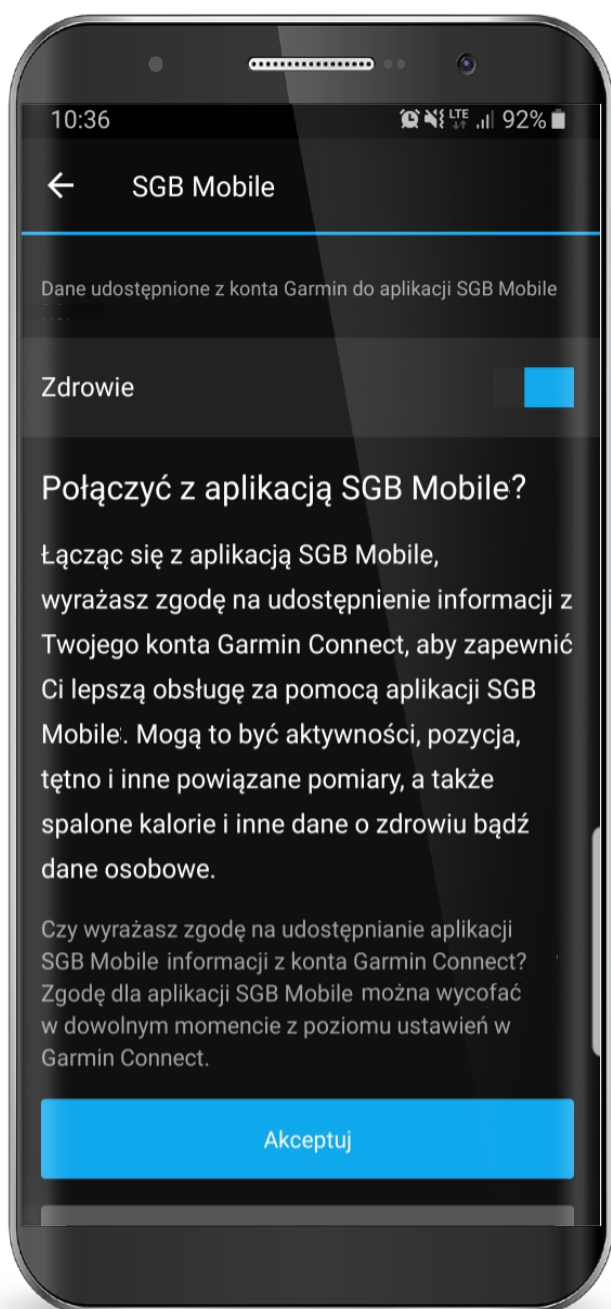 10:36 LTE 92%
SGB Mobile
Dane udostępnione z konta Garmin do aplikacji SGB Mobile
Zdrowie
Połączyć z aplikacją SGB Mobile?
Łącząc się z aplikacją SGB Mobile,
wyrażasz zgodę na udostępnienie informacji z
Twojego konta Garmin Connect, aby zapewnić
Ci lepszą obsługę za pomocą aplikacji SGB
Mobile. Mogą to być aktywności, pozycja,
tętno i inne powiązane pomiary, a także
spalone kalorie i inne dane o zdrowiu bądź
dane osobowe.
Czy wyrażasz zgodę na udostępnianie aplikacji
SGB Mobile informacji z konta Garmin Connect?
Zgodę dla aplikacji SGB Mobile można wycofać
w dowolnym momencie z poziomu ustawień w
Garmin Connect.
Akceptuj